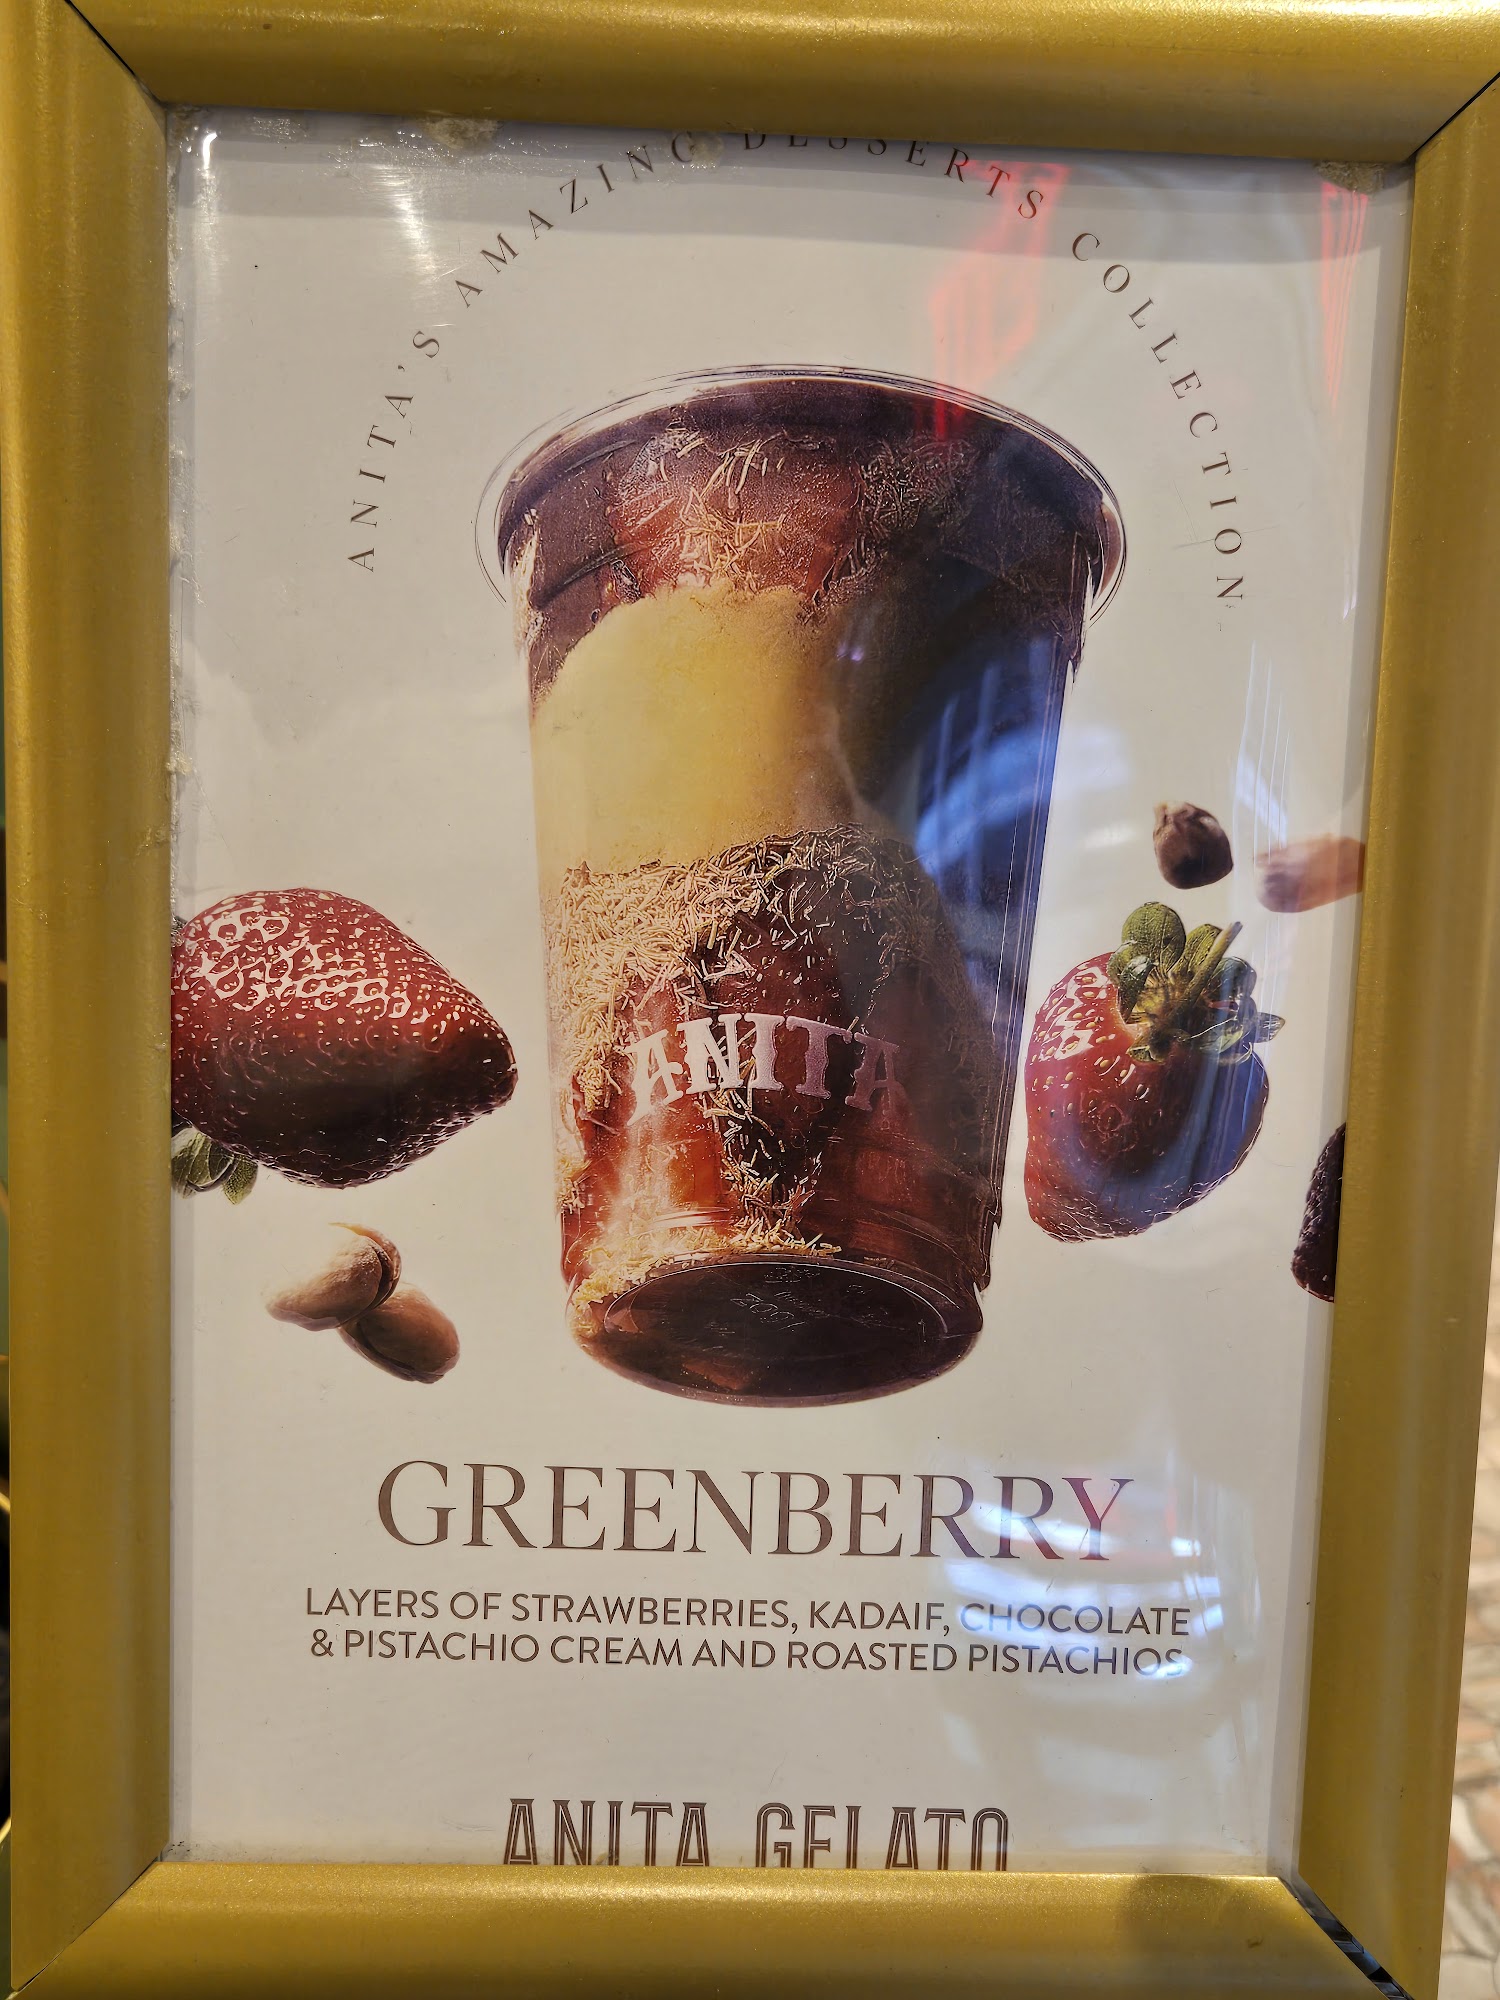 ANITA'S AMAZING DESSERTS COLLECTION
ANITA
GREENBERRY
LAYERS OF STRAWBERRIES, KADAIF, CHOCOLATE
& PISTACHIO CREAM AND ROASTED PISTACHIOS
ANITA GELATO